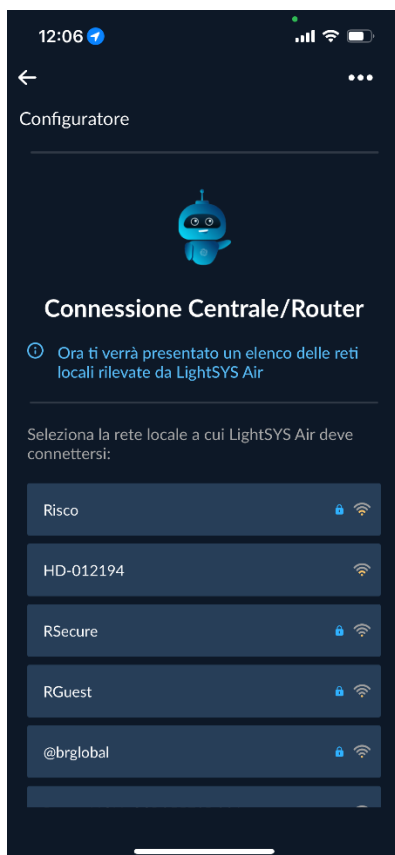 12:06
Configuratore
Connessione Centrale/Router
Ora ti verrà presentato un elenco delle reti
locali rilevate da LightSYS Air
Seleziona la rete locale a cui LightSYS Air deve
connettersi:
Risco
HD-012194
RSecure
RGuest
@brglobal